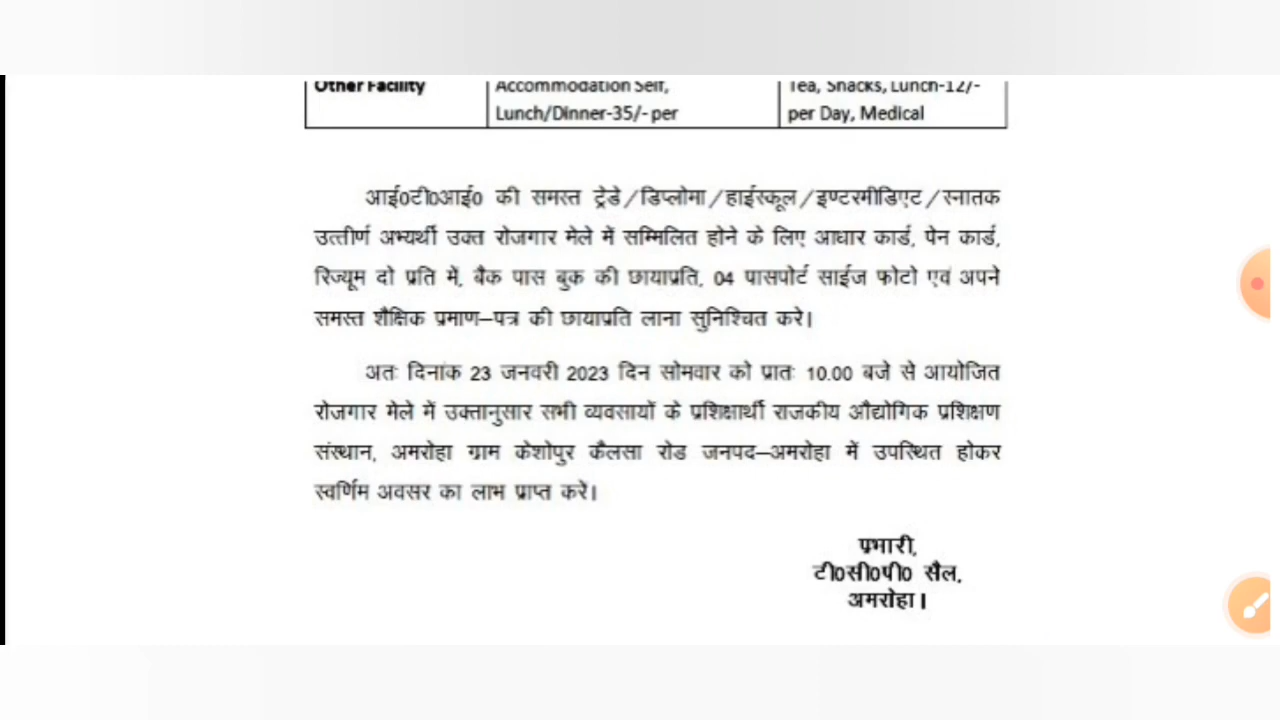 Other Facility
Accommodation Self,
Lunch/Dinner-35/- per
Tea, Snacks, Lunch-12/-
per Day, Medical
आई0टी0आई0 की समस्त ट्रेडे/डिप्लोमा/हाईस्कूल/इण्टरमीडिएट/स्नातक
उत्तीर्ण अभ्यर्थी उक्त रोजगार मेले में सम्मिलित होने के लिए आधार कार्ड, पेन कार्ड,
रिज्यूम दो प्रति में, बैक पास बुक की छायाप्रति, 04 पासपोर्ट साईज फोटो एवं अपने
समस्त शैक्षिक प्रमाण–पत्र की छायाप्रति लाना सुनिश्चित करे।
अतः दिनांक 23 जनवरी 2023 दिन सोमवार को प्रातः 10.00 बजे से आयोजित
रोजगार मेले में उक्तानुसार सभी व्यवसायों के प्रशिक्षार्थी राजकीय औद्योगिक प्रशिक्षण
संस्थान, अमरोहा ग्राम केशोपुर कैलसा रोड जनपद–अमरोहा में उपस्थित होकर
स्वर्णिम अवसर का लाभ प्राप्त करें।
प्रभारी,
टी0सी0पी0 सैल,
अमरोहा।